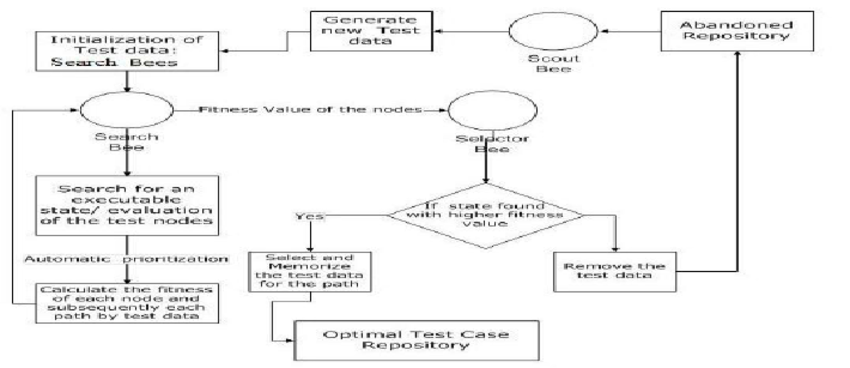 Generate
new Test
data
Abandoned
Repository
Initialization of
Test data:
Search Bees
Scout
Bee
Fitness Value of the nodes
Search
Bee
Selector
Bee
Search for an
executable
state/ evaluation
of the test nodes
If state found
with higher fitness
value
Yes
Automatic prioritization
Select and
Memorize
the test data
for the path
Remove the
test data
Calculate the fitness
of each node and
subsequently each
path by test data
Optimal Test Case
Repository